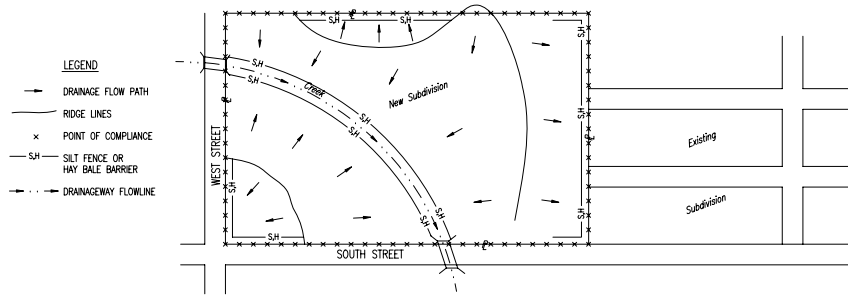 LEGEND
DRAINAGE FLOW PATH
RIDGE LINES
× POINT OF COMPLIANCE
S,H SILT FENCE OR
HAY BALE BARRIER
DRAINAGEWAY FLOWLINE
S,H
S,H
℄
S,H
S,H
S,H
Creek
New Subdivision
WEST STREET
S,H
S,H
S,H
S,H
Existing
Subdivision
S,H
S,H
S,H
S,H
S,H
SOUTH STREET